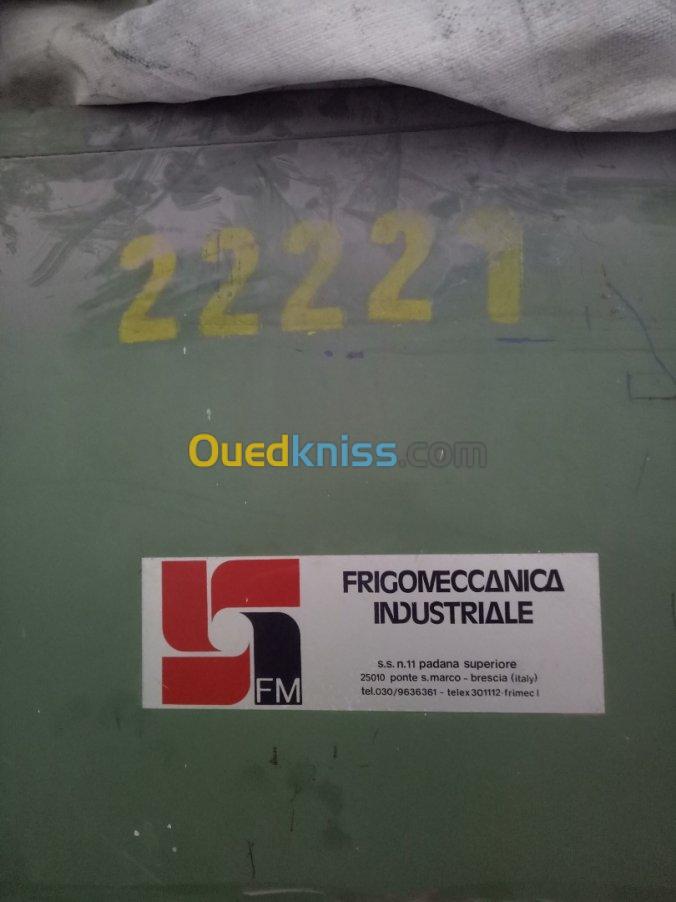 22221
Ouedkniss.com
FRIGOMECCANICA
INDUSTRIALE
s.s. n.11 padana superiore
25010 ponte s.marco - brescia (italy)
tel.030/9636361 - telex 301112-frimec I
FM